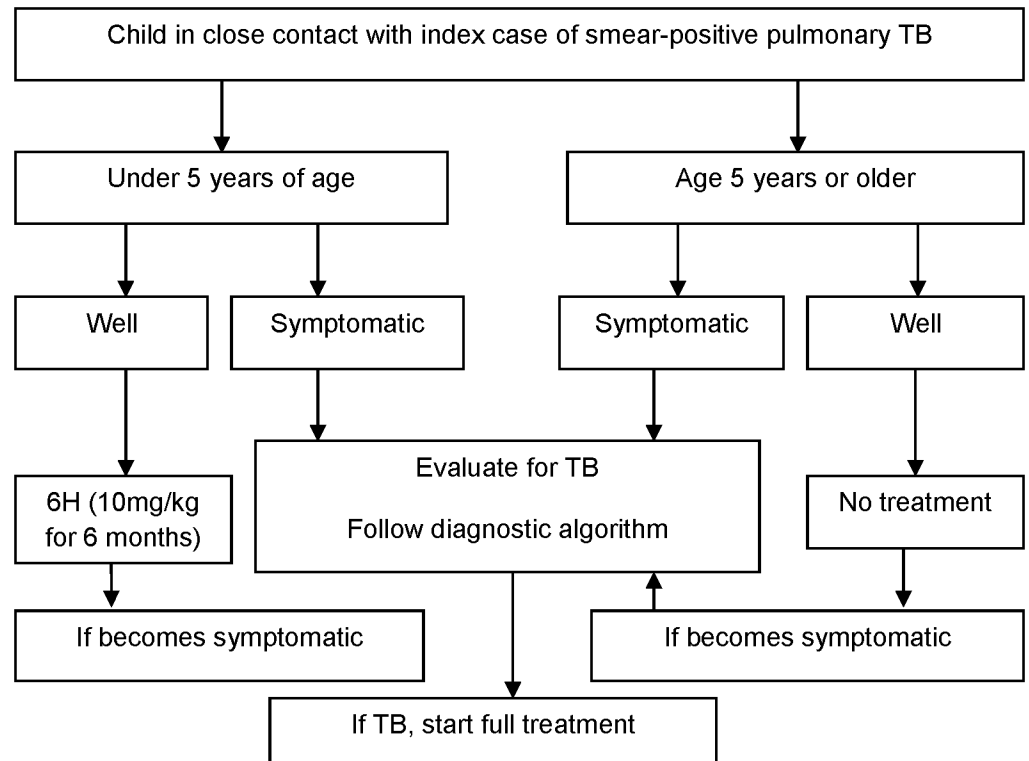 Child in close contact with index case of smear-positive pulmonary TB
Under 5 years of age
Age 5 years or older
Well
Symptomatic
Symptomatic
Well
6H (10mg/kg
for 6 months)
Evaluate for TB
Follow diagnostic algorithm
No treatment
If becomes symptomatic
If becomes symptomatic
If TB, start full treatment